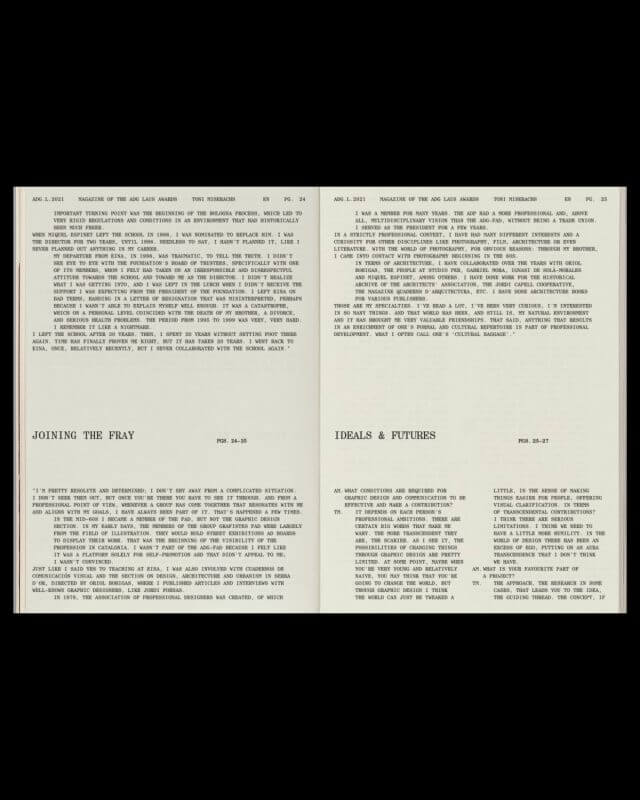 ADG L.2021 MAGAZINE OF THE ADG LAUS AWARDS TONI MISERACHS EN PG. 24
IMPORTANT TURNING POINT WAS THE BEGINNING OF THE BOLOGNA PROCESS, WHICH LED TO
VERY RIGID REGULATIONS AND CONDITIONS IN AN ENVIRONMENT THAT HAD HISTORICALLY
BEEN MUCH FREER.
WHEN MIQUEL ESPINET LEFT THE SCHOOL IN 1986, I WAS NOMINATED TO REPLACE HIM. I WAS
THE DIRECTOR FOR TWO YEARS, UNTIL 1998. NEEDLESS TO SAY, I HADN'T PLANNED IT, LIKE I
NEVER PLANNED OUT ANYTHING IN MY CAREER.
MY DEPARTURE FROM EINA, IN 1998, WAS TRAUMATIC, TO TELL THE TRUTH. I DIDN'T
SEE EYE TO EYE WITH THE FOUNDATION'S BOARD OF TRUSTEES, SPECIFICALLY WITH ONE
OF ITS MEMBERS, WHOM I FELT HAD TAKEN ON AN IRRESPONSIBLE AND DISRESPECTFUL
ATTITUDE TOWARDS THE SCHOOL AND TOWARD ME AS THE DIRECTOR. I DIDN'T REALIZE
WHAT I WAS GETTING INTO, AND I WAS LEFT IN THE LURCH WHEN I DIDN'T RECEIVE THE
SUPPORT I WAS EXPECTING FROM THE PRESIDENT OF THE FOUNDATION. I LEFT EINA ON
BAD TERMS, HANDING IN A LETTER OF RESIGNATION THAT WAS MISINTERPRETED, PERHAPS
BECAUSE I WASN'T ABLE TO EXPLAIN MYSELF WELL ENOUGH. IT WAS A CATASTROPHE,
WHICH ON A PERSONAL LEVEL COINCIDED WITH THE DEATH OF MY BROTHER, A DIVORCE,
AND SERIOUS HEALTH PROBLEMS. THE PERIOD FROM 1995 TO 1999 WAS VERY, VERY HARD.
I REMEMBER IT LIKE A NIGHTMARE.
I LEFT THE SCHOOL AFTER 30 YEARS. THEN, I SPENT 20 YEARS WITHOUT SETTING FOOT THERE
AGAIN. TIME HAS FINALLY PROVEN ME RIGHT, BUT IT HAS TAKEN 20 YEARS. I WENT BACK TO
EINA, ONCE, RELATIVELY RECENTLY, BUT I NEVER COLLABORATED WITH THE SCHOOL AGAIN."
JOINING THE FRAY PGS. 24-25
"I'M PRETTY RESOLUTE AND DETERMINED; I DON'T SHY AWAY FROM A COMPLICATED SITUATION.
I DON'T SEEK THEM OUT, BUT ONCE YOU'RE THERE YOU HAVE TO SEE IT THROUGH. AND FROM A
PROFESSIONAL POINT OF VIEW, WHENEVER A GROUP HAS COME TOGETHER THAT RESONATES WITH ME
AND ALIGNS WITH MY GOALS, I HAVE ALWAYS BEEN PART OF IT. THAT'S HAPPENED A FEW TIMES.
IN THE MID-60S I BECAME A MEMBER OF THE FAD, BUT NOT THE GRAPHIC DESIGN
SECTION. IN MY EARLY DAYS, THE MEMBERS OF THE GROUP GRAFISTES FAD WERE LARGELY
FROM THE FIELD OF ILLUSTRATION. THEY WOULD HOLD STREET EXHIBITIONS AD BOARDS
TO DISPLAY THEIR WORK. THAT WAS THE BEGINNING OF THE VISIBILITY OF THE
PROFESSION IN CATALONIA. I WASN'T PART OF THE ADG-FAD BECAUSE I FELT LIKE
IT WAS A PLATFORM SOLELY FOR SELF-PROMOTION AND THAT DIDN'T APPEAL TO ME,
I WASN'T CONVINCED.
JUST LIKE I SAID YES TO TEACHING AT EINA, I WAS ALSO INVOLVED WITH CUADERNOS DE
COMUNICACIÓN VISUAL AND THE SECTION ON DESIGN, ARCHITECTURE AND URBANISM IN SERRA
D'OR, DIRECTED BY ORIOL BOHIGAS, WHERE I PUBLISHED ARTICLES AND INTERVIEWS WITH
WELL-KNOWN GRAPHIC DESIGNERS, LIKE JORDI FORNAS.
IN 1978, THE ASSOCIATION OF PROFESSIONAL DESIGNERS WAS CREATED, OF WHICH
ADG L.2021 MAGAZINE OF THE ADG LAUS AWARDS TONI MISERACHS EN PG. 25
I WAS A MEMBER FOR MANY YEARS. THE ADP HAD A MORE PROFESSIONAL AND, ABOVE
ALL, MULTIDISCIPLINARY VISION THAN THE ADG-FAD, WITHOUT BEING A TRADE UNION.
I SERVED AS THE PRESIDENT FOR A FEW YEARS.
IN A STRICTLY PROFESSIONAL CONTEXT, I HAVE HAD MANY DIFFERENT INTERESTS AND A
CURIOSITY FOR OTHER DISCIPLINES LIKE PHOTOGRAPHY, FILM, ARCHITECTURE OR EVEN
LITERATURE. WITH THE WORLD OF PHOTOGRAPHY, FOR OBVIOUS REASONS: THROUGH MY BROTHER,
I CAME INTO CONTACT WITH PHOTOGRAPHY BEGINNING IN THE 60S.
IN TERMS OF ARCHITECTURE, I HAVE COLLABORATED OVER THE YEARS WITH ORIOL
BOHIGAS, THE PEOPLE AT STUDIO PER, GABRIEL MORA, IGNASI DE SOLÀ-MORALES
AND MIQUEL ESPINET, AMONG OTHERS. I HAVE DONE WORK FOR THE HISTORICAL
ARCHIVE OF THE ARCHITECTS' ASSOCIATION, THE JORDI CAPELL COOPERATIVE,
THE MAGAZINE QUADERNS D'ARQUITECTURA, ETC. I HAVE DONE ARCHITECTURE BOOKS
FOR VARIOUS PUBLISHERS.
THOSE ARE MY SPECIALTIES. I'VE READ A LOT, I'VE BEEN VERY CURIOUS, I'M INTERESTED
IN SO MANY THINGS. AND THAT WORLD HAS BEEN, AND STILL IS, MY NATURAL ENVIRONMENT
AND IT HAS BROUGHT ME VERY VALUABLE FRIENDSHIPS. THAT SAID, ANYTHING THAT RESULTS
IN AN ENRICHMENT OF ONE'S FORMAL AND CULTURAL REPERTOIRE IS PART OF PROFESSIONAL
DEVELOPMENT. WHAT I OFTEN CALL ONE'S 'CULTURAL BAGGAGE'."
IDEALS & FUTURES PGS. 25-27
AM. WHAT CONDITIONS ARE REQUIRED FOR
GRAPHIC DESIGN AND COMMUNICATION TO BE
EFFECTIVE AND MAKE A CONTRIBUTION?
TM. IT DEPENDS ON EACH PERSON'S
PROFESSIONAL AMBITIONS. THERE ARE
CERTAIN BIG WORDS THAT MAKE ME
WARY. THE MORE TRANSCENDENT THEY
ARE, THE SCARIER. AS I SEE IT, THE
POSSIBILITIES OF CHANGING THINGS
THROUGH GRAPHIC DESIGN ARE PRETTY
LIMITED. AT SOME POINT, MAYBE WHEN
YOU'RE VERY YOUNG AND RELATIVELY
NAIVE, YOU MAY THINK THAT YOU'RE
GOING TO CHANGE THE WORLD, BUT
THROUGH GRAPHIC DESIGN I THINK
THE WORLD CAN JUST BE TWEAKED A
LITTLE, IN THE SENSE OF MAKING
THINGS EASIER FOR PEOPLE, OFFERING
VISUAL CLARIFICATION. IN TERMS
OF TRANSCENDENTAL CONTRIBUTIONS?
I THINK THERE ARE SERIOUS
LIMITATIONS. I THINK WE NEED TO
HAVE A LITTLE MORE HUMILITY. IN THE
WORLD OF DESIGN THERE HAS BEEN AN
EXCESS OF EGO, PUTTING ON AN AURA
TRANSCENDENCE THAT I DON'T THINK
WE HAVE.
AM. WHAT IS YOUR FAVOURITE PART OF
A PROJECT?
TM. THE APPROACH, THE RESEARCH IN SOME
CASES, THAT LEADS YOU TO THE IDEA,
THE GUIDING THREAD. THE CONCEPT, IF